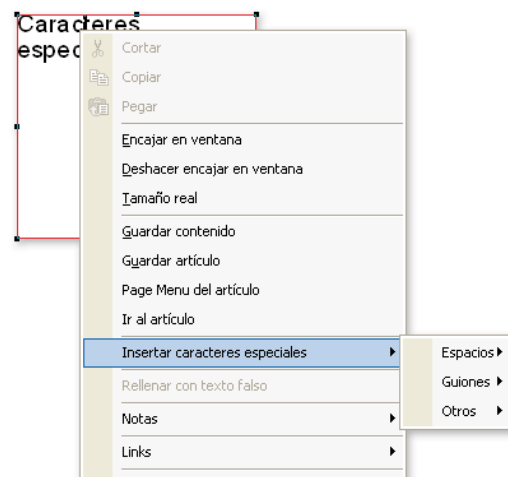 Caracteres
espec
Cortar
Copiar
Pegar
Encajar en ventana
Deshacer encajar en ventana
Tamaño real
Guardar contenido
Guardar artículo
Page Menu del artículo
Ir al artículo
Insertar caracteres especiales
Espacios
Guiones
Otros
Rellenar con texto falso
Notas
Links